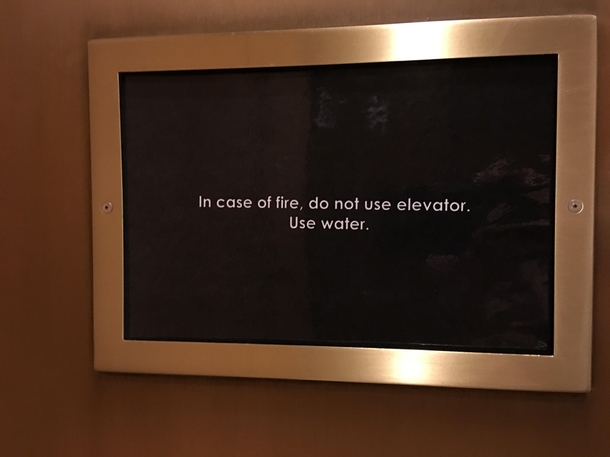 In case of fire, do not use elevator.
Use water.